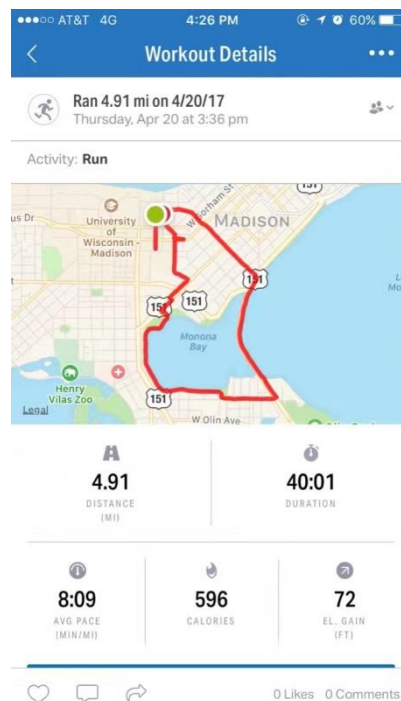 AT&T 4G 4:26 PM 60%
Workout Details
Ran 4.91 mi on 4/20/17
Thursday, Apr 20 at 3:36 pm
Activity: Run
151
W Gorham St
us Dr
University of Wisconsin - Madison
MADISON
151
151
151
Monona Bay
Henry Vilas Zoo
151
Legal
W Olin Ave
4.91
DISTANCE
(MI)
40:01
DURATION
8:09
AVG PACE
(MIN/MI)
596
CALORIES
72
EL. GAIN
(FT)
0 Likes 0 Comments